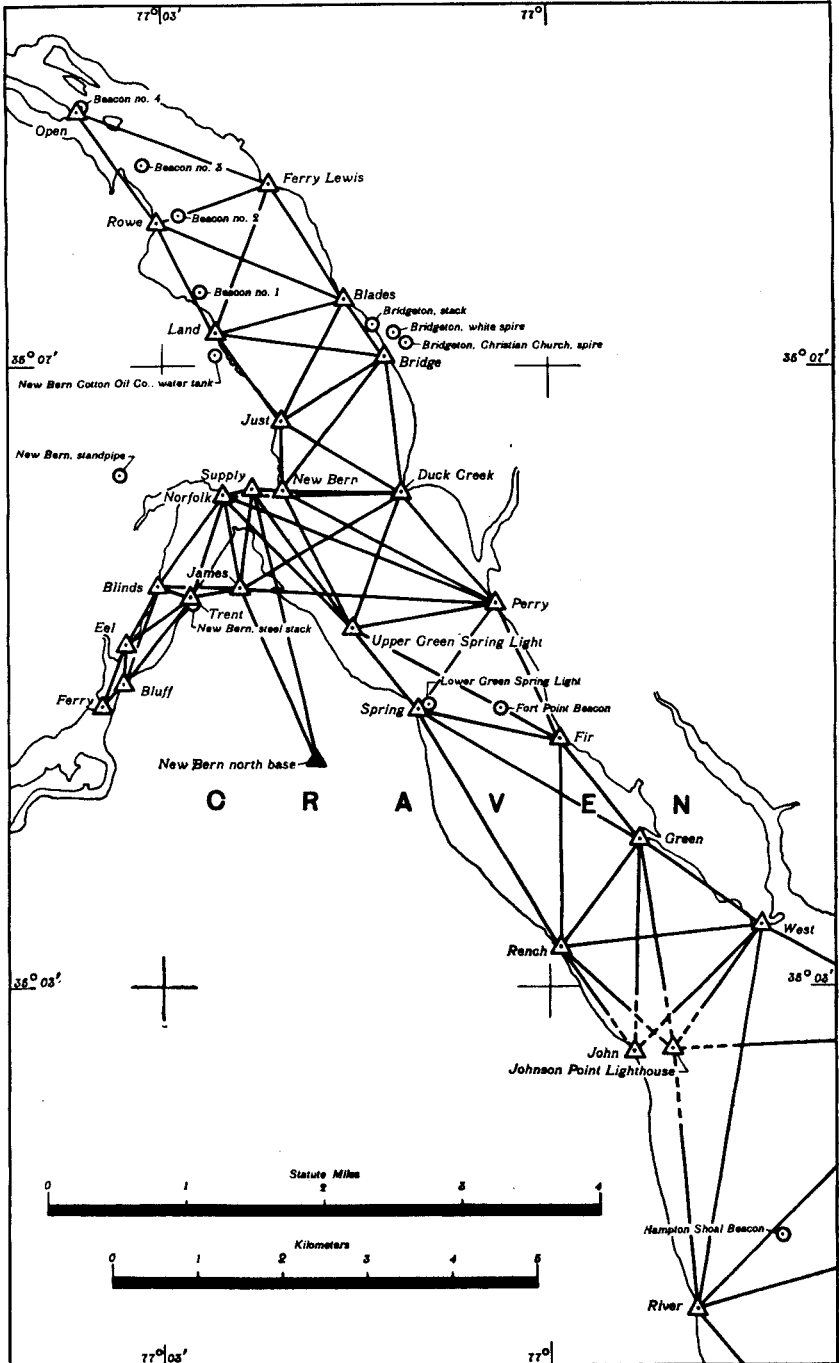 77° 03'
77°
Beacon no. 4
Open
Beacon no. 3
Ferry Lewis
Rowe
Beacon no. 2
Beacon no. 1
Blades
Bridgeton, stack
Land
Bridgeton, white spire
Bridgeton, Christian Church, spire
35° 07'
Bridge
35° 07'
New Bern Cotton Oil Co., water tank
Just
New Bern, standpipe
Supply
New Bern
Duck Creek
Norfolk
James
Blinds
Perry
Trent
New Bern, steel stack
Eel
Upper Green Spring Light
Bluff
Lower Green Spring Light
Ferry
Spring
Fort Point Beacon
Fir
New Bern north base
C R A V E N
Green
West
Rench
35° 03'
35° 03'
John
Johnson Point Lighthouse
Statute Miles
0 1 2 3 4
Hampton Shoal Beacon
Kilometers
0 1 2 3 4 5
River
77° 03'
77°